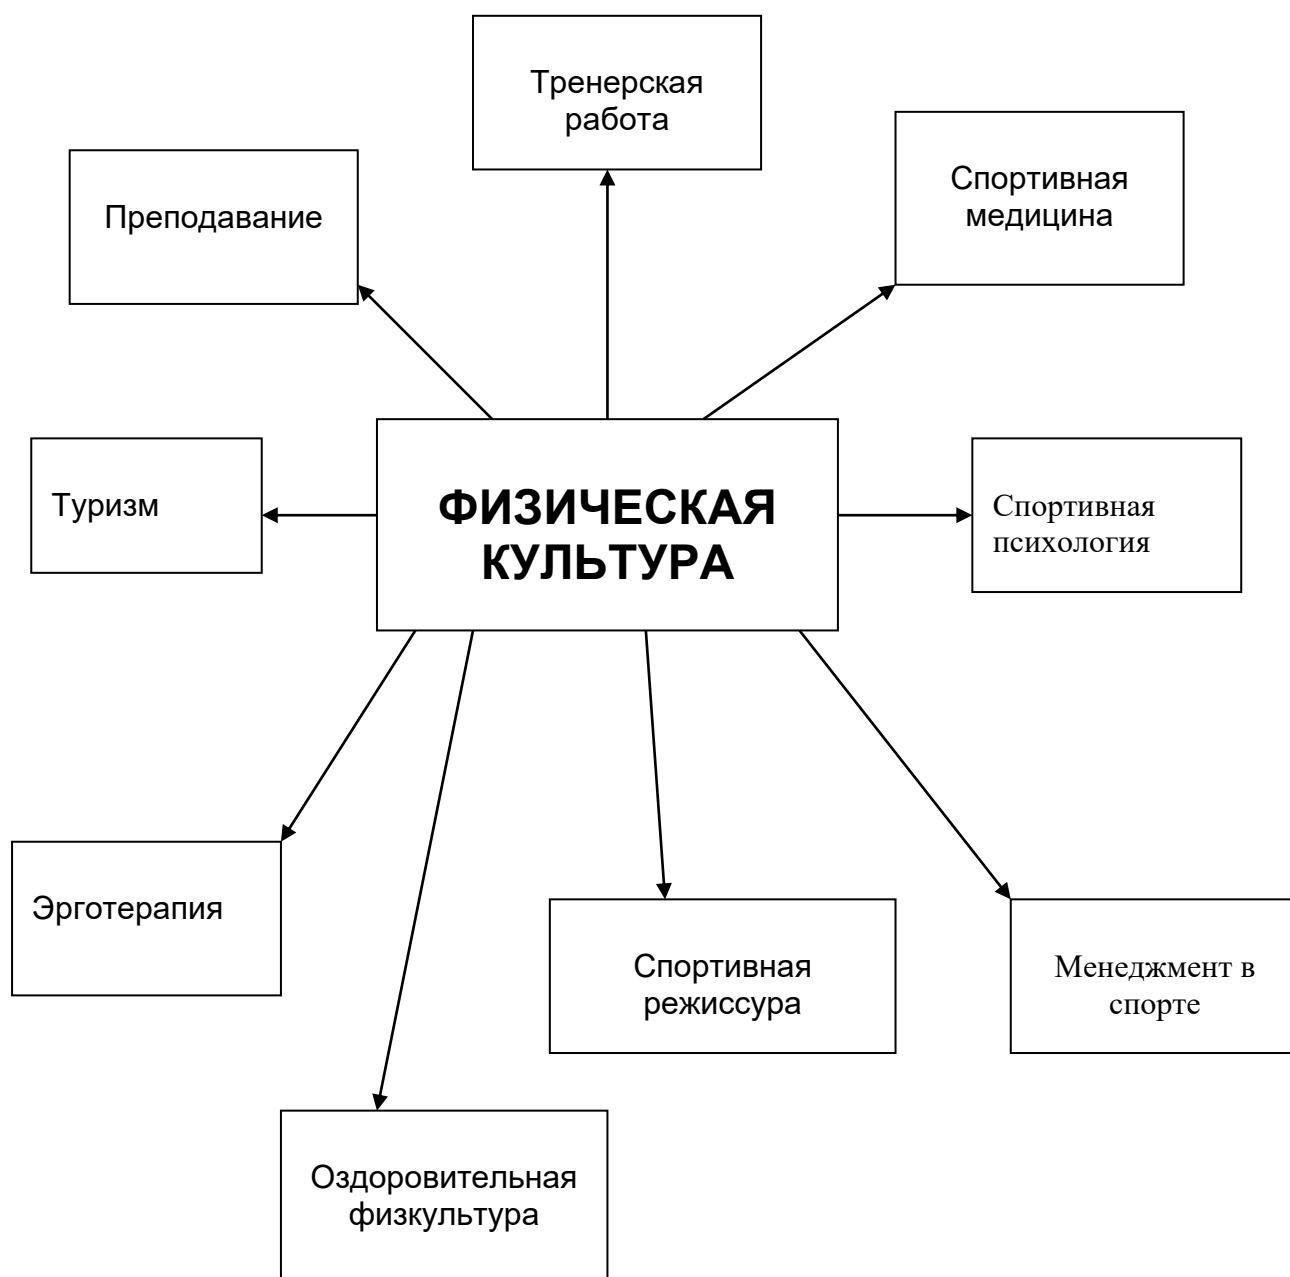 Тренерская
работа
Спортивная
медицина
Преподавание
Туризм
ФИЗИЧЕСКАЯ
КУЛЬТУРА
Спортивная
психология
Эрготерапия
Спортивная
режиссура
Менеджмент в
спорте
Оздоровительная
физкультура